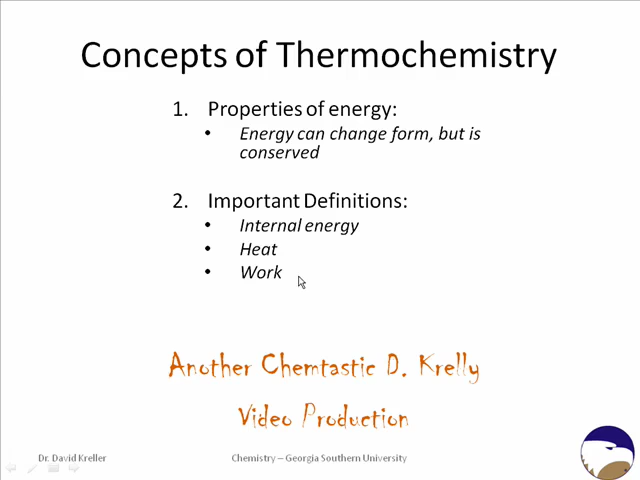 Concepts of Thermochemistry
1. Properties of energy:
• Energy can change form, but is
conserved
2. Important Definitions:
• Internal energy
• Heat
• Work
Another Chemtastic D. Krelly
Video Production
Dr. David Kreller
Chemistry – Georgia Southern University